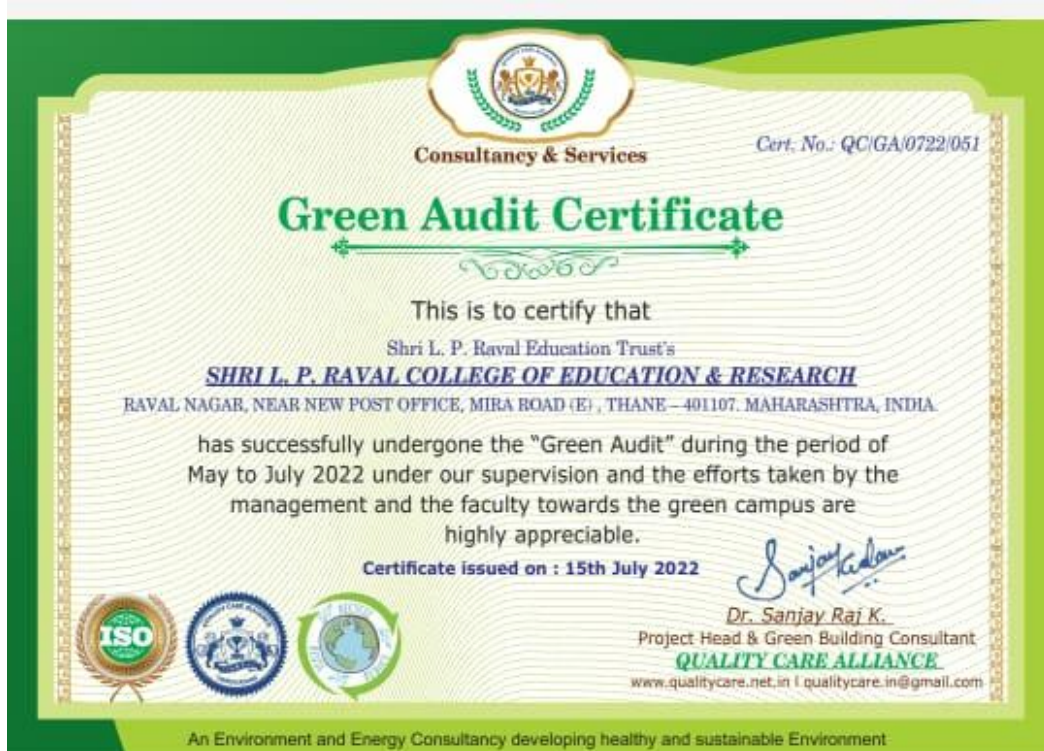 Consultancy & Services
Cert. No.: QC/GA/0722/051
Green Audit Certificate
This is to certify that
Shri L. P. Raval Education Trust's
SHRI L. P. RAVAL COLLEGE OF EDUCATION & RESEARCH
RAVAL NAGAR, NEAR NEW POST OFFICE, MIRA ROAD (E) , THANE – 401107. MAHARASHTRA, INDIA.
has successfully undergone the “Green Audit” during the period of
May to July 2022 under our supervision and the efforts taken by the
management and the faculty towards the green campus are
highly appreciable.
Certificate issued on : 15th July 2022
ISO
Dr. Sanjay Raj K.
Project Head & Green Building Consultant
QUALITY CARE ALLIANCE
www.qualitycare.net.in I qualitycare.in@gmail.com
An Environment and Energy Consultancy developing healthy and sustainable Environment